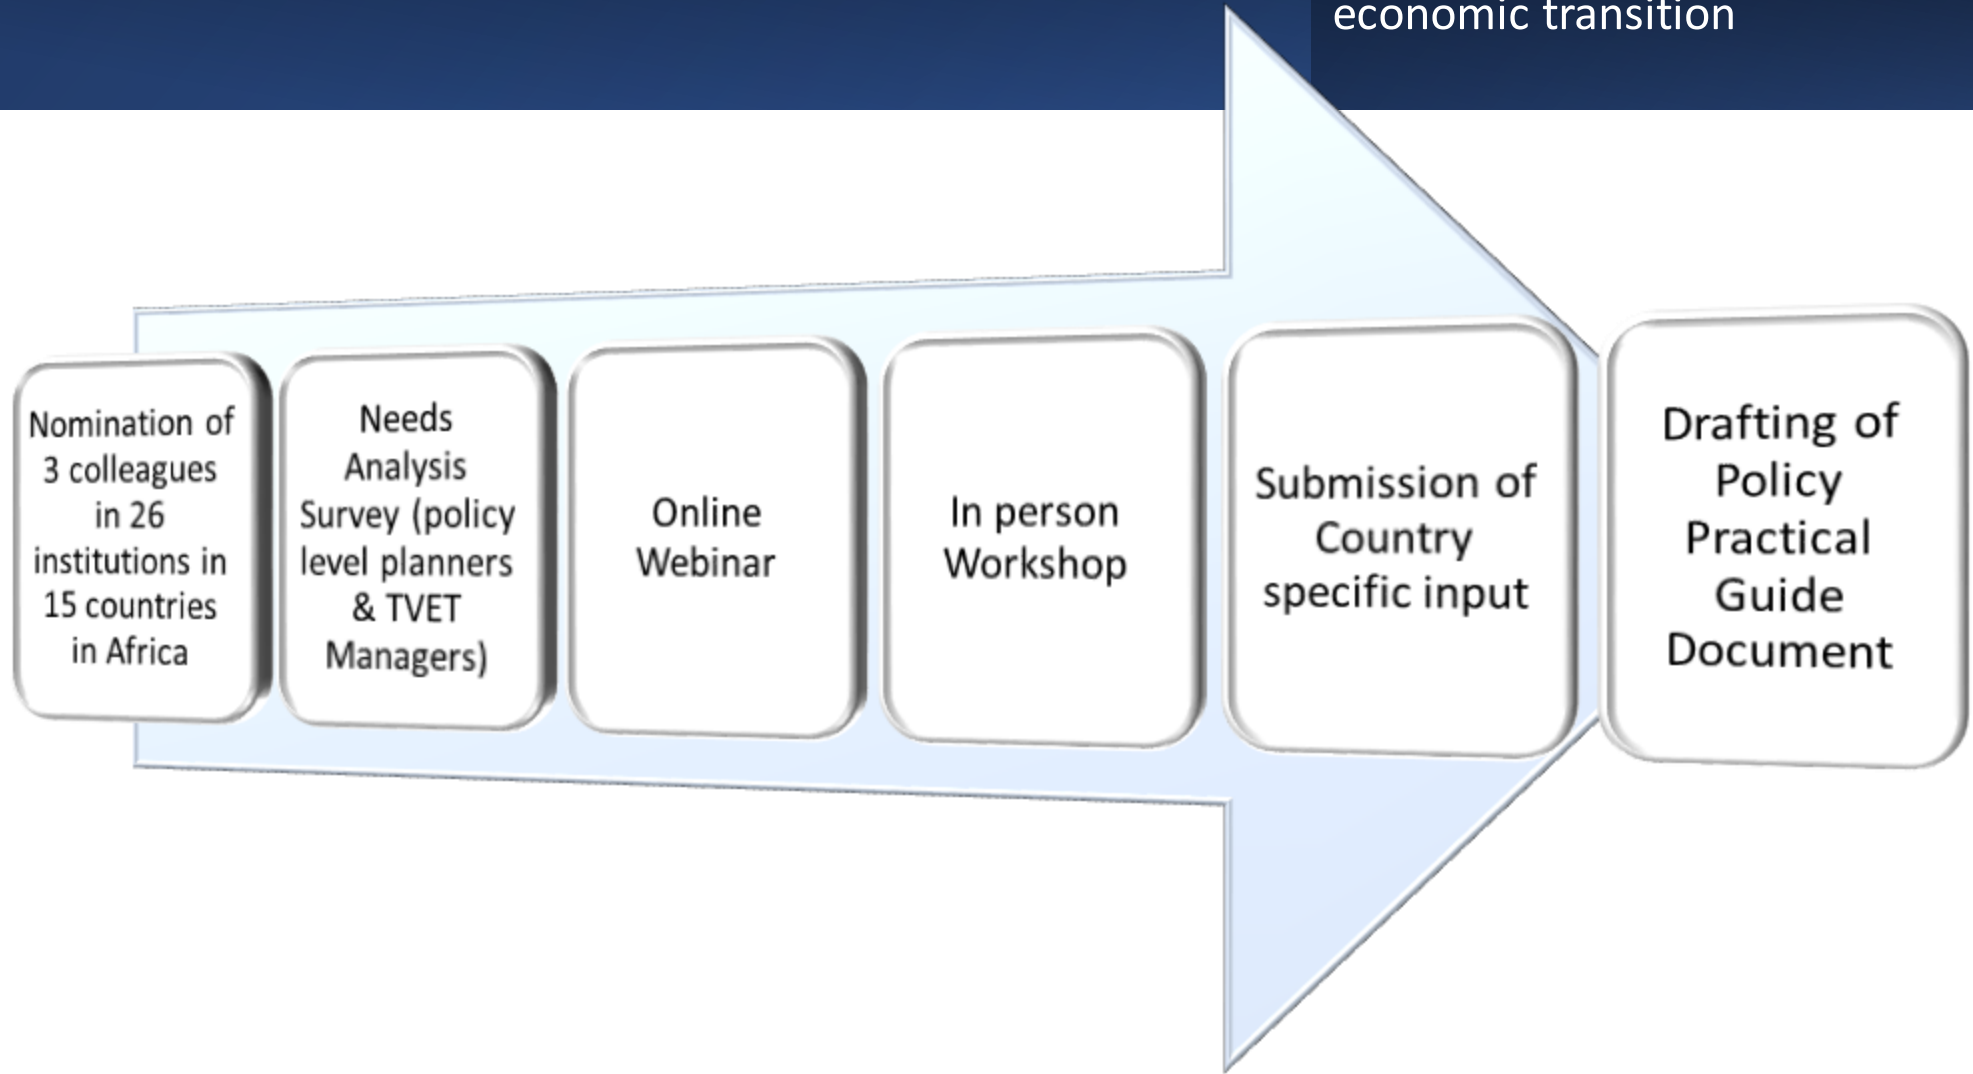 economic transition
Nomination of
3 colleagues
in 26
institutions in
15 countries
in Africa
Needs
Analysis
Survey (policy
level planners
& TVET
Managers)
Online
Webinar
In person
Workshop
Submission of
Country
specific input
Drafting of
Policy
Practical
Guide
Document